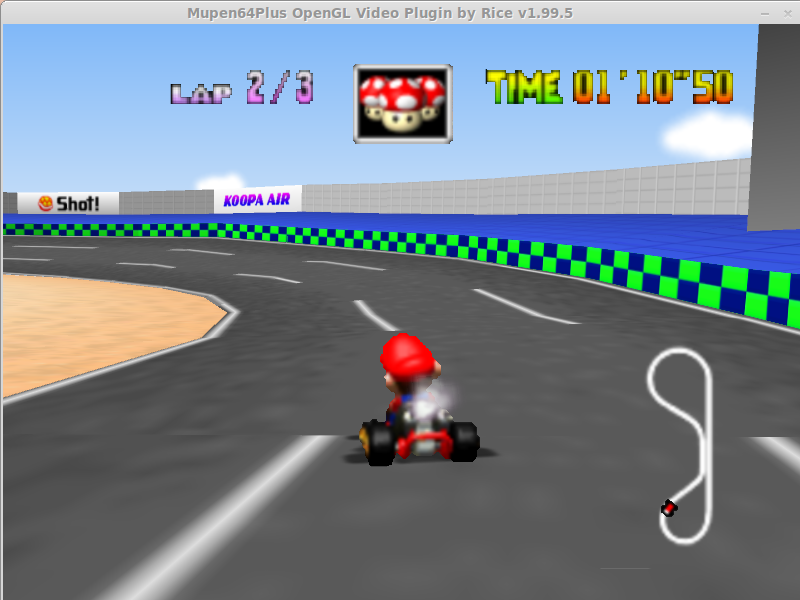 Mupen64Plus OpenGL Video Plugin by Rice v1.99.5
LAP 2/3
TIME 01'10"50
Shot!
KOOPA AIR